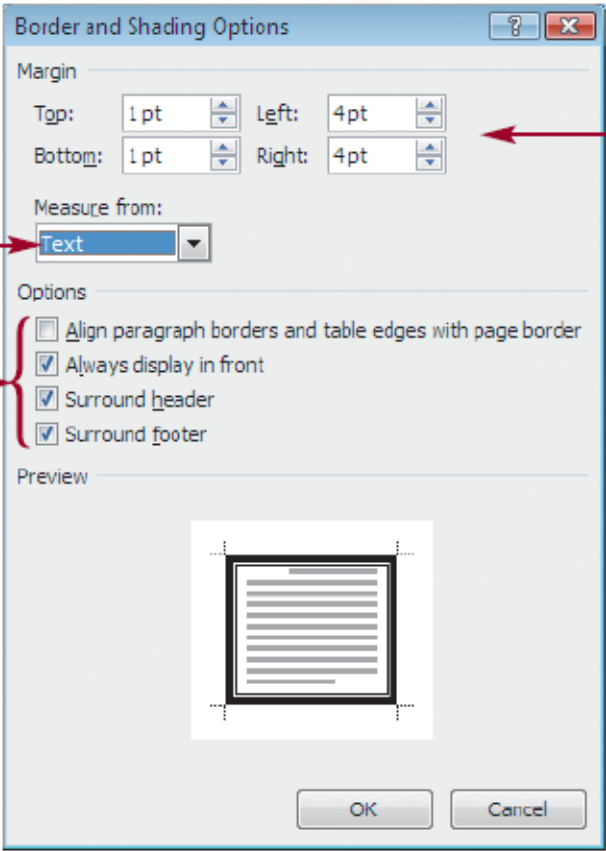 Border and Shading Options
Margin
Top: 1 pt Left: 4 pt
Bottom: 1 pt Right: 4 pt
Measure from:
Text
Options
Align paragraph borders and table edges with page border
Always display in front
Surround header
Surround footer
Preview
OK Cancel